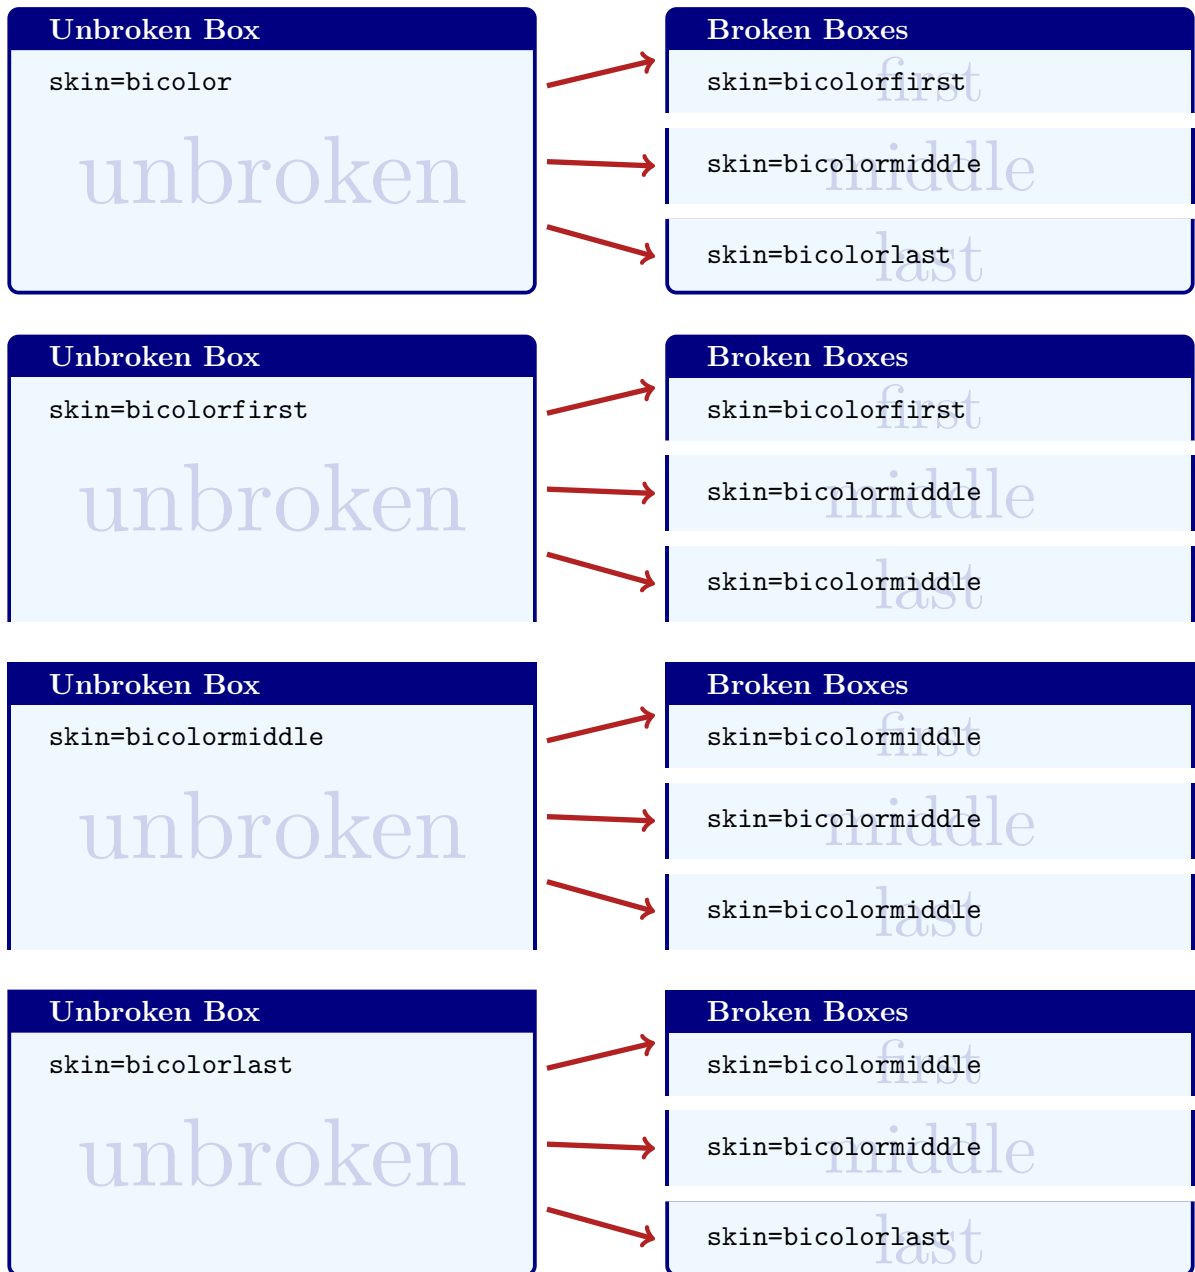 Unbroken Box
skin=bicolor
unbroken
Broken Boxes
first
skin=bicolorfirst
middle
skin=bicolormiddle
last
skin=bicolorlast
Unbroken Box
skin=bicolorfirst
unbroken
Broken Boxes
first
skin=bicolorfirst
middle
skin=bicolormiddle
last
skin=bicolormiddle
Unbroken Box
skin=bicolormiddle
unbroken
Broken Boxes
first
skin=bicolormiddle
middle
skin=bicolormiddle
last
skin=bicolormiddle
Unbroken Box
skin=bicolorlast
unbroken
Broken Boxes
first
skin=bicolormiddle
middle
skin=bicolormiddle
last
skin=bicolorlast